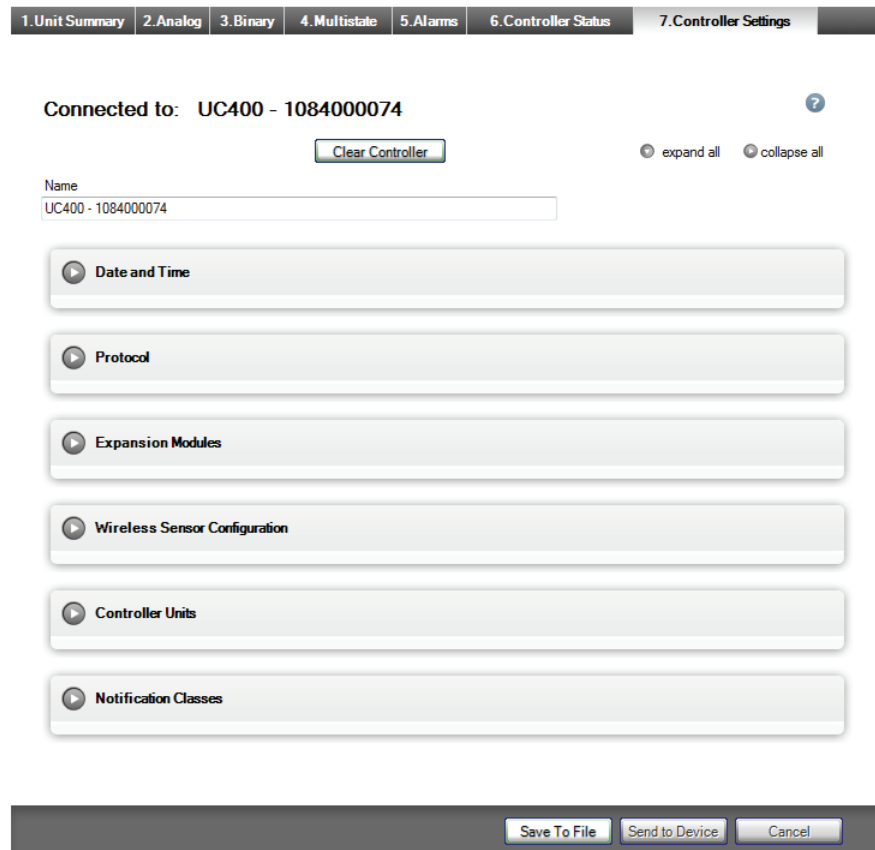 1.Unit Summary 2.Analog 3.Binary 4.Multistate 5.Alarms 6.Controller Status 7.Controller Settings
Connected to: UC400 - 1084000074 ?
Clear Controller expand all collapse all
Name
UC400 - 1084000074
Date and Time
Protocol
Expansion Modules
Wireless Sensor Configuration
Controller Units
Notification Classes
Save To File Send to Device Cancel